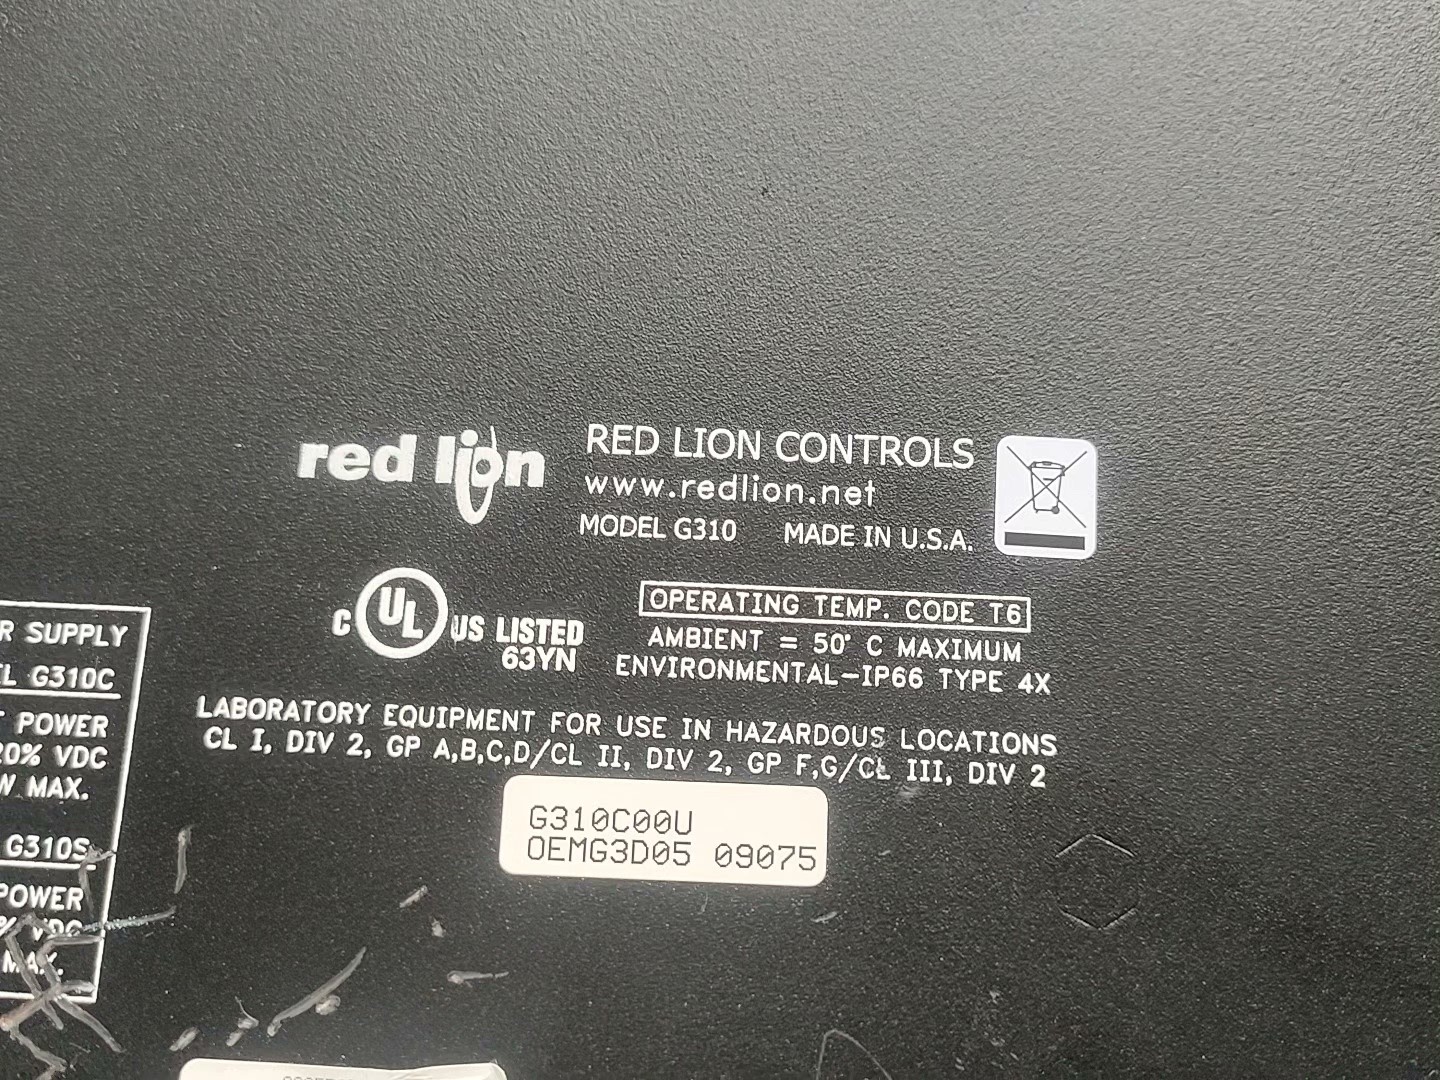 red lion
RED LION CONTROLS
www.redlion.net
MODEL G310 MADE IN U.S.A.
C UL US LISTED
63YN
OPERATING TEMP. CODE T6
AMBIENT = 50° C MAXIMUM
ENVIRONMENTAL-IP66 TYPE 4X
LABORATORY EQUIPMENT FOR USE IN HAZARDOUS LOCATIONS
CL I, DIV 2, GP A,B,C,D/CL II, DIV 2, GP F,G/CL III, DIV 2
G310C00U
OEMG3D05 09075
SUPPLY
G310C
POWER
20% VDC
MAX.
G310S
POWER
VDC
MAX.